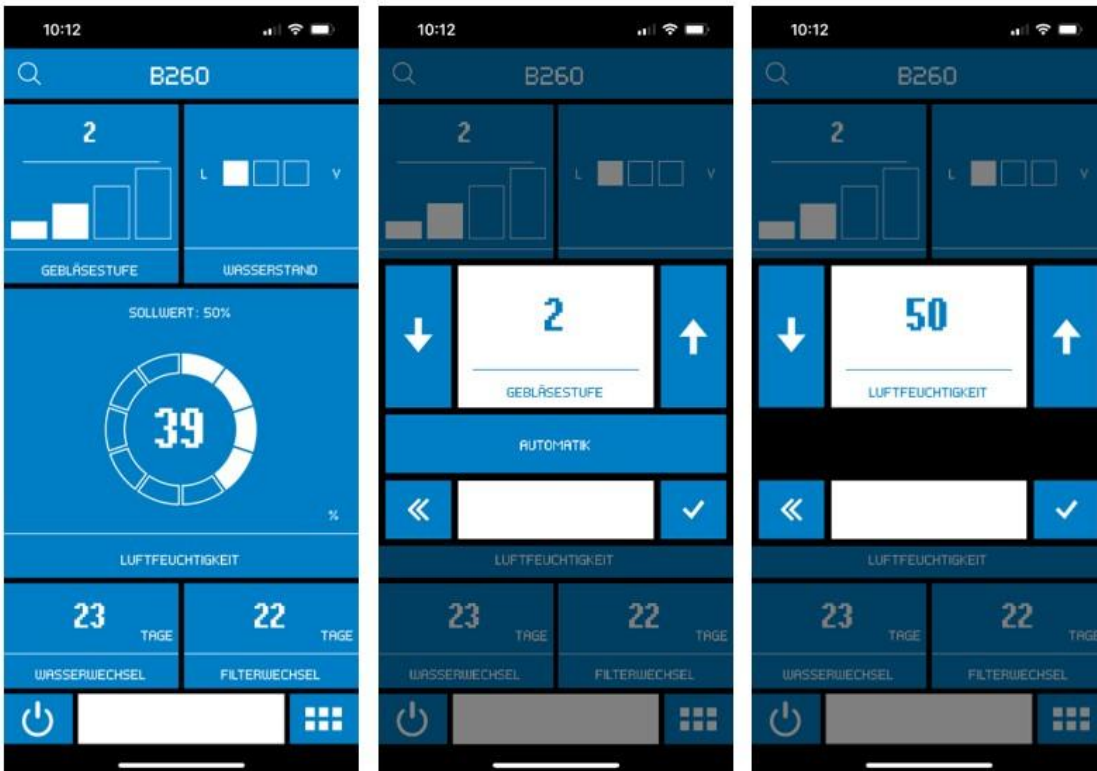 10:12
B260
2
L V
GEBLÄSESTUFE WASSERSTAND
SOLLWERT: 50%
39
%
LUFTFEUCHTIGKEIT
23 TAGE 22 TAGE
WASSERWECHSEL FILTERWECHSEL
10:12
B260
2
L V
2
GEBLÄSESTUFE
AUTOMATIK
LUFTFEUCHTIGKEIT
23 TAGE 22 TAGE
WASSERWECHSEL FILTERWECHSEL
10:12
B260
2
L V
50
LUFTFEUCHTIGKEIT
LUFTFEUCHTIGKEIT
23 TAGE 22 TAGE
WASSERWECHSEL FILTERWECHSEL